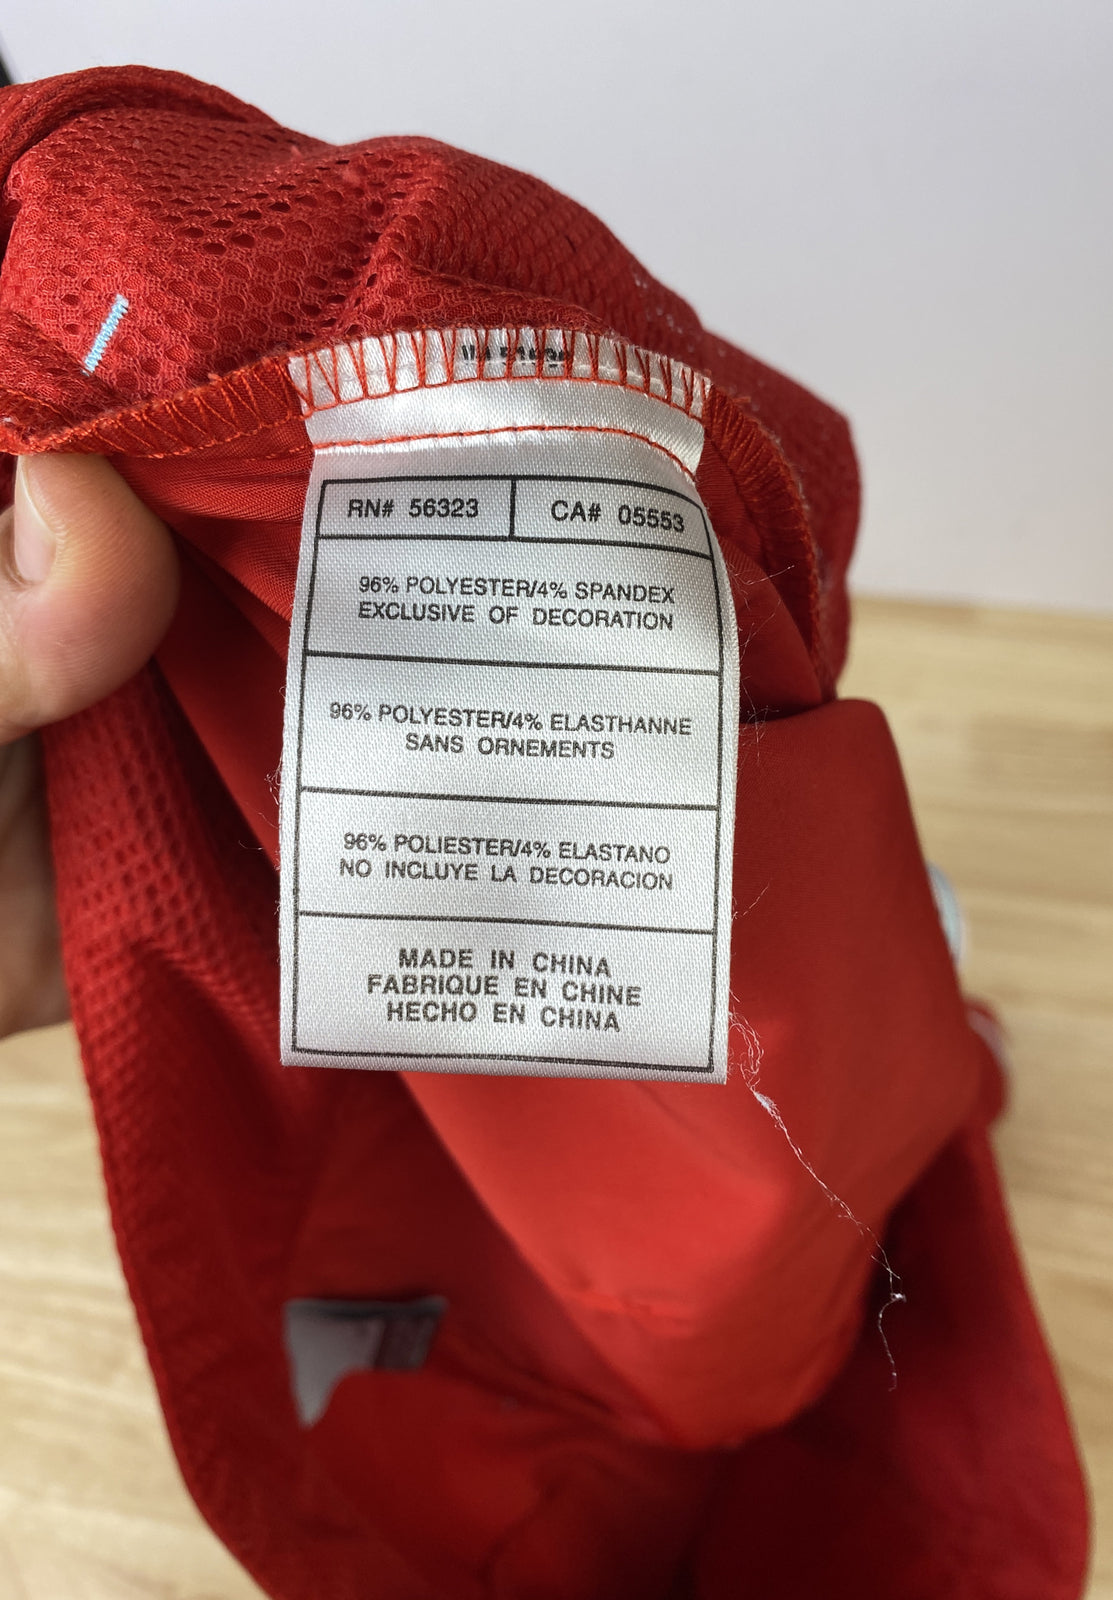 RN# 56323 CA# 05553
96% POLYESTER/4% SPANDEX
EXCLUSIVE OF DECORATION
96% POLYESTER/4% ELASTHANNE
SANS ORNEMENTS
96% POLIESTER/4% ELASTANO
NO INCLUYE LA DECORACION
MADE IN CHINA
FABRIQUE EN CHINE
HECHO EN CHINA